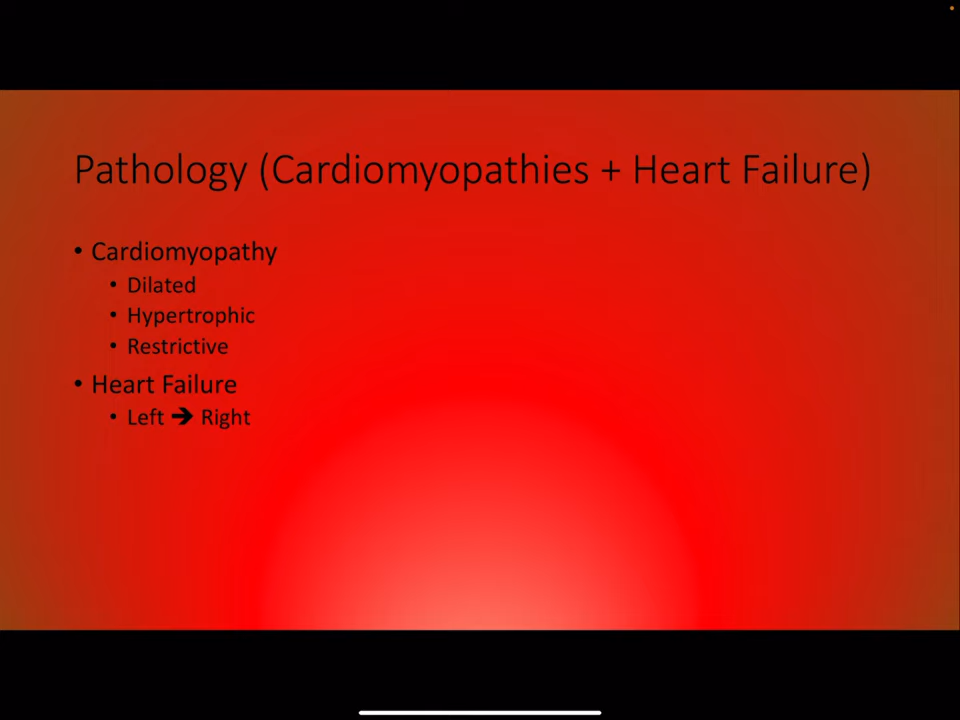 Pathology (Cardiomyopathies + Heart Failure)
• Cardiomyopathy
• Dilated
• Hypertrophic
• Restrictive
• Heart Failure
• Left ➔ Right